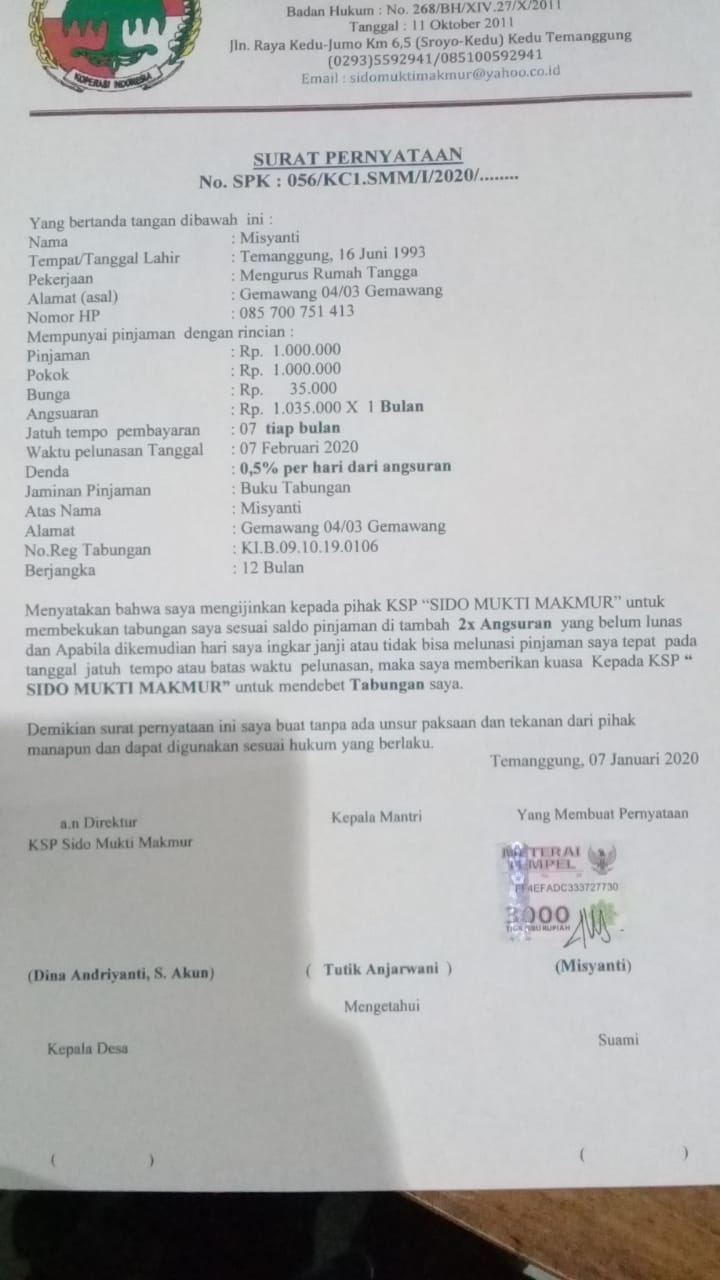 Badan Hukum : No. 268/BH/XIV.27/X/2011
Tanggal : 11 Oktober 2011
Jln. Raya Kedu-Jumo Km 6,5 (Sroyo-Kedu) Kedu Temanggung
(0293)5592941/085100592941
Email : sidomuktimakmur@yahoo.co.id
KOPERASI INDONESIA
SURAT PERNYATAAN
No. SPK : 056/KC1.SMM/I/2020/........
Yang bertanda tangan dibawah ini :
Nama : Misyanti
Tempat/Tanggal Lahir : Temanggung, 16 Juni 1993
Pekerjaan : Mengurus Rumah Tangga
Alamat (asal) : Gemawang 04/03 Gemawang
Nomor HP : 085 700 751 413
Mempunyai pinjaman dengan rincian :
Pinjaman : Rp. 1.000.000
Pokok : Rp. 1.000.000
Bunga : Rp. 35.000
Angsuaran : Rp. 1.035.000 X 1 Bulan
Jatuh tempo pembayaran : 07 tiap bulan
Waktu pelunasan Tanggal : 07 Februari 2020
Denda : 0,5% per hari dari angsuran
Jaminan Pinjaman : Buku Tabungan
Atas Nama : Misyanti
Alamat : Gemawang 04/03 Gemawang
No.Reg Tabungan : KI.B.09.10.19.0106
Berjangka : 12 Bulan
Menyatakan bahwa saya mengijinkan kepada pihak KSP “SIDO MUKTI MAKMUR” untuk
membekukan tabungan saya sesuai saldo pinjaman di tambah 2x Angsuran yang belum lunas
dan Apabila dikemudian hari saya ingkar janji atau tidak bisa melunasi pinjaman saya tepat pada
tanggal jatuh tempo atau batas waktu pelunasan, maka saya memberikan kuasa Kepada KSP “
SIDO MUKTI MAKMUR” untuk mendebet Tabungan saya.
Demikian surat pernyataan ini saya buat tanpa ada unsur paksaan dan tekanan dari pihak
manapun dan dapat digunakan sesuai hukum yang berlaku.
Temanggung, 07 Januari 2020
a.n Direktur Kepala Mantri Yang Membuat Pernyataan
KSP Sido Mukti Makmur
METERAI
TEMPEL
FF4EFADC333727730
3000
TIGA RIBU RUPIAH
(Dina Andriyanti, S. Akun) ( Tutik Anjarwani ) (Misyanti)
Mengetahui
Kepala Desa Suami
( ) ( )